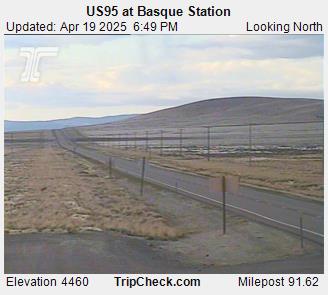 US95 at Basque Station
Updated: Apr 19 2025 6:49 PM Looking North
Elevation 4460 TripCheck.com Milepost 91.62